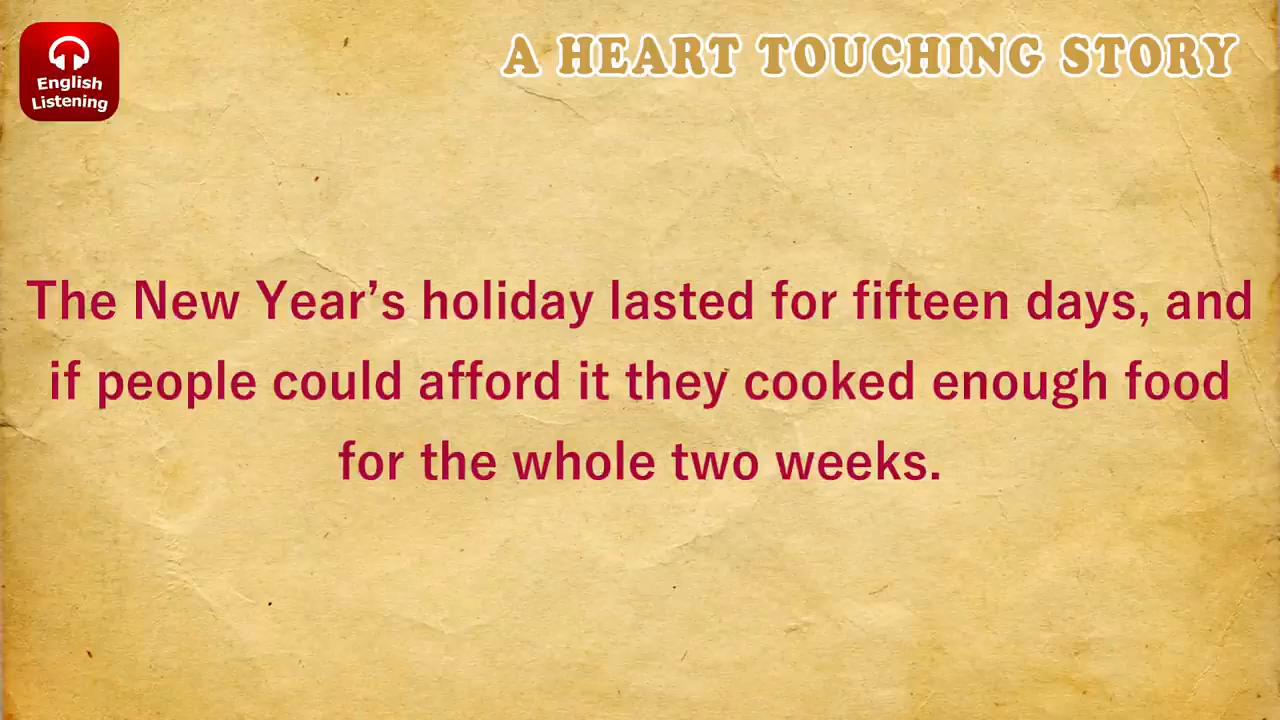 English
Listening
A HEART TOUCHING STORY
The New Year’s holiday lasted for fifteen days, and
if people could afford it they cooked enough food
for the whole two weeks.